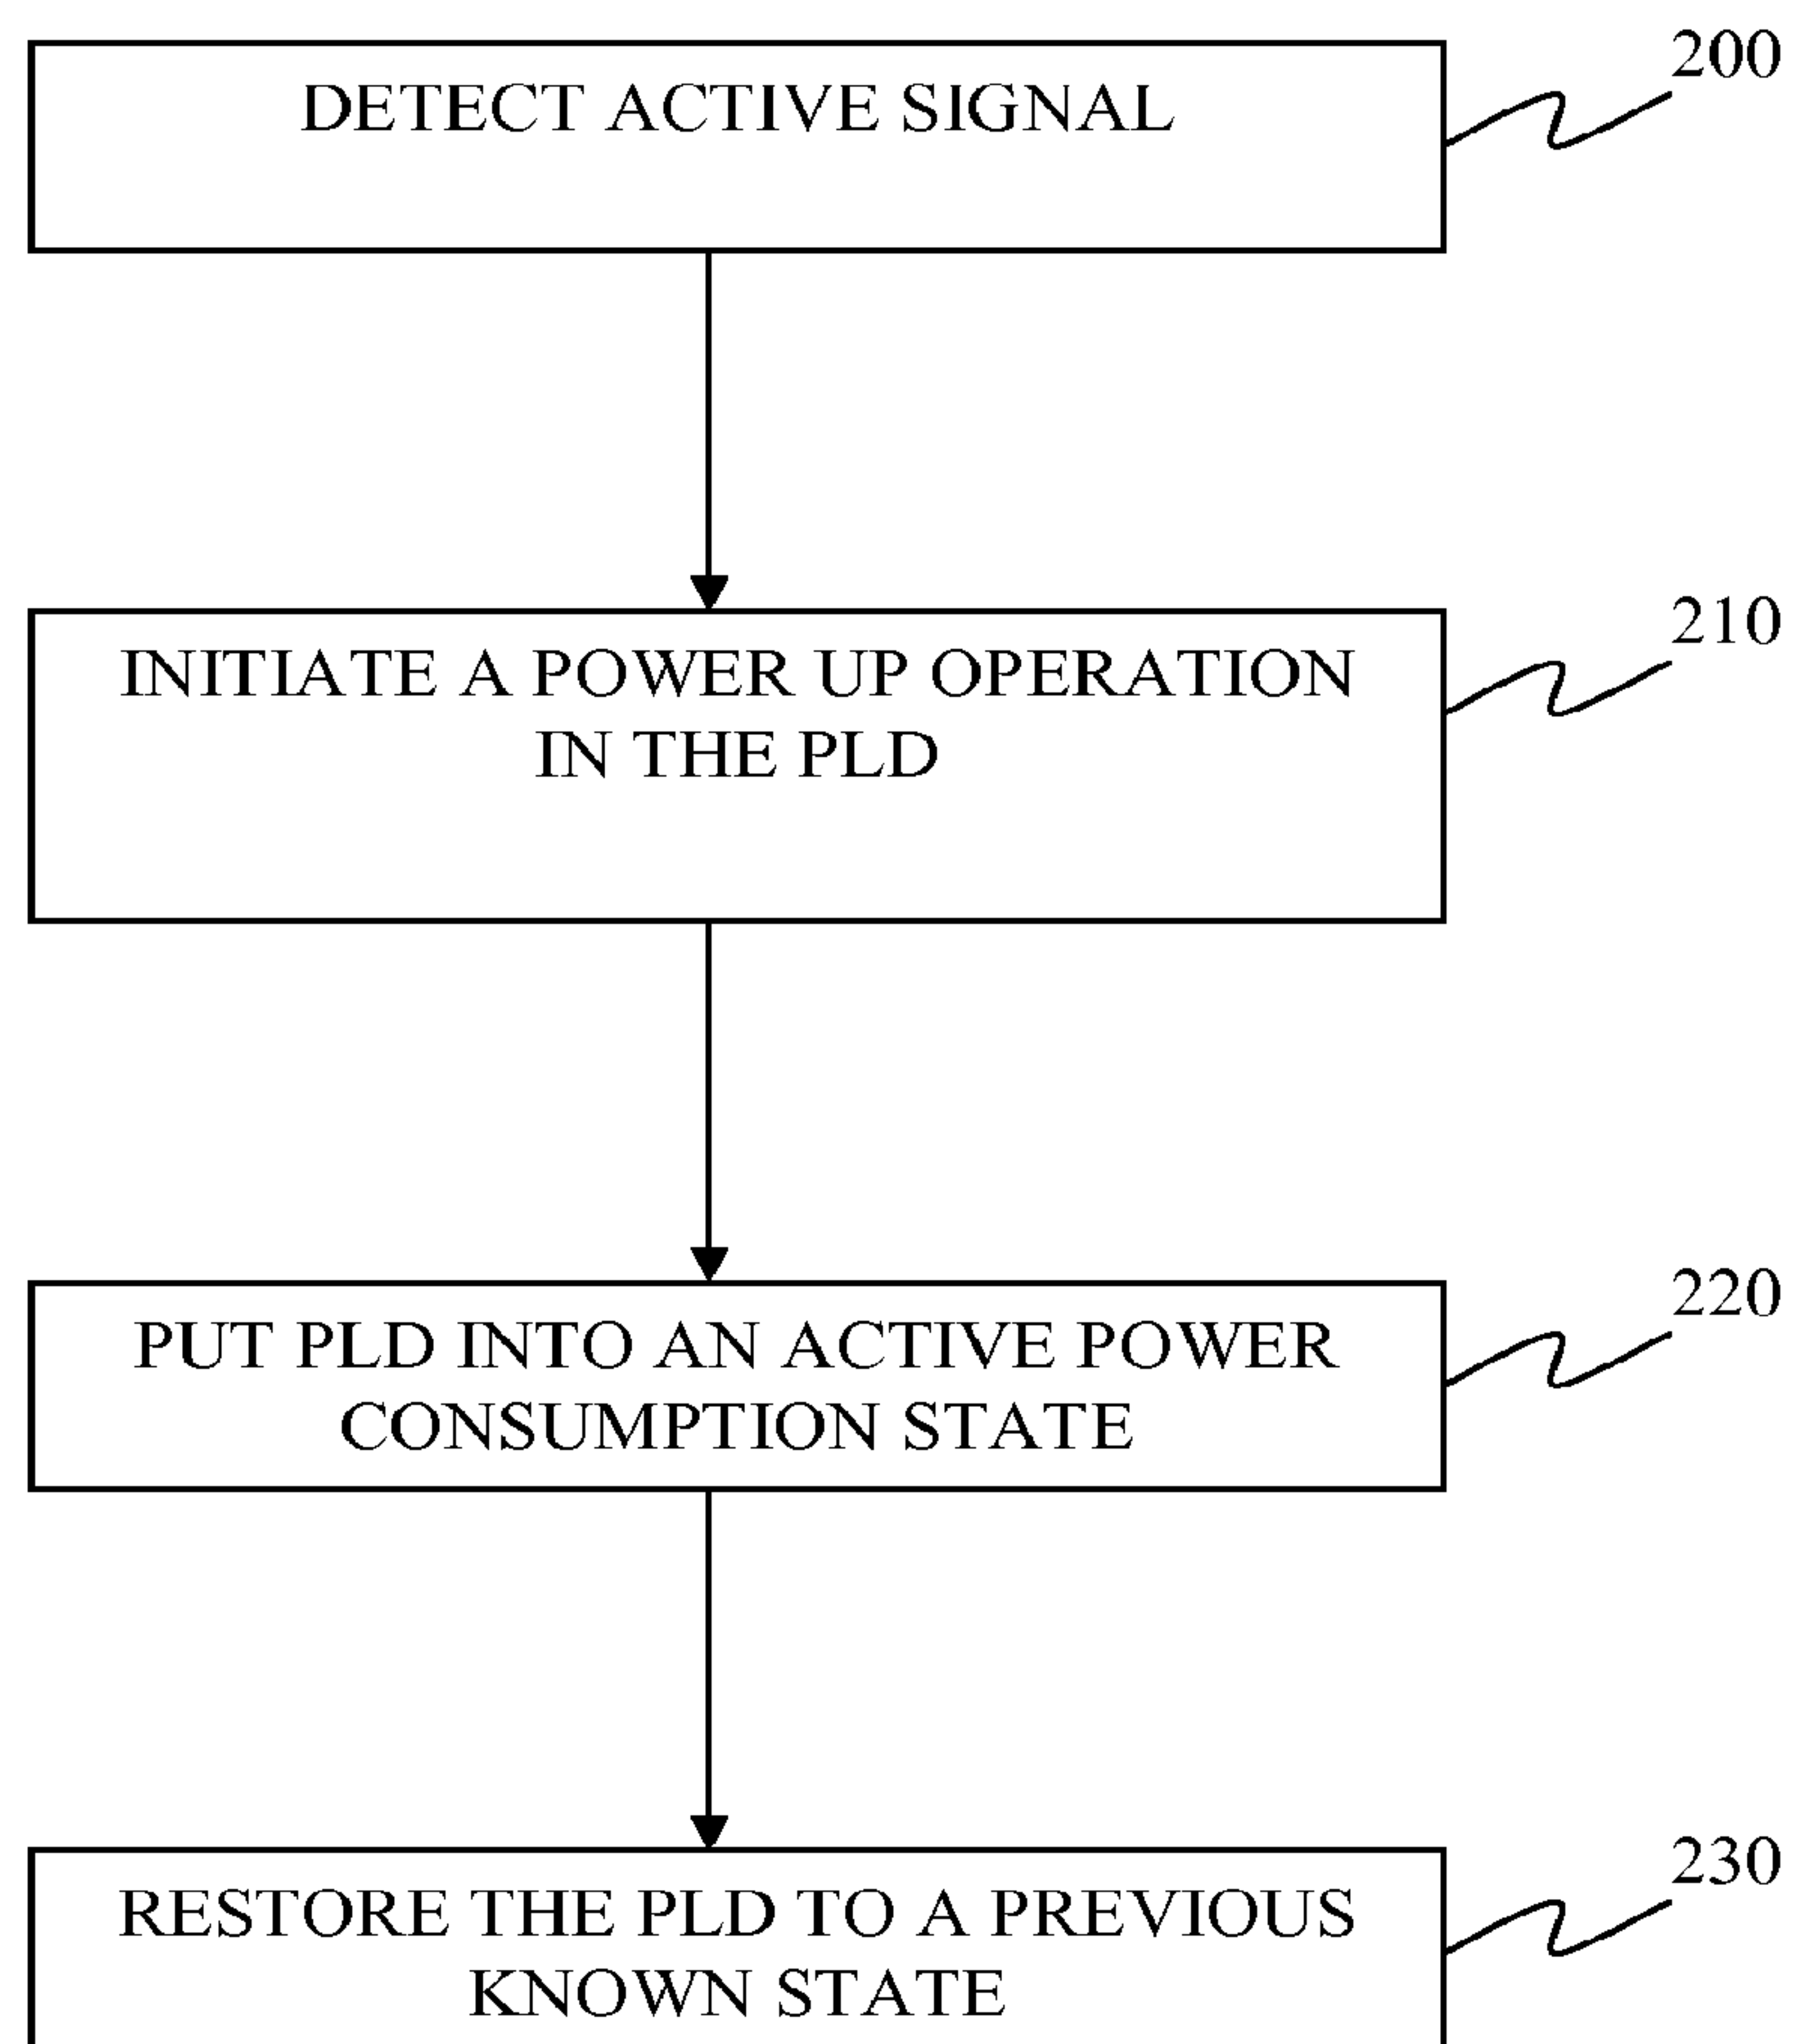 200
DETECT ACTIVE SIGNAL
210
INITIATE A POWER UP OPERATION
IN THE PLD
220
PUT PLD INTO AN ACTIVE POWER
CONSUMPTION STATE
230
RESTORE THE PLD TO A PREVIOUS
KNOWN STATE